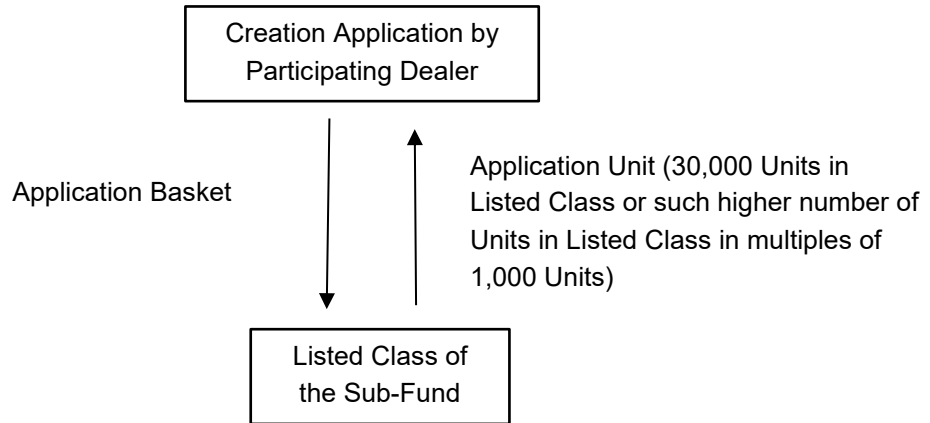 Creation Application by
Participating Dealer
Application Basket
Application Unit (30,000 Units in
Listed Class or such higher number of
Units in Listed Class in multiples of
1,000 Units)
Listed Class of
the Sub-Fund